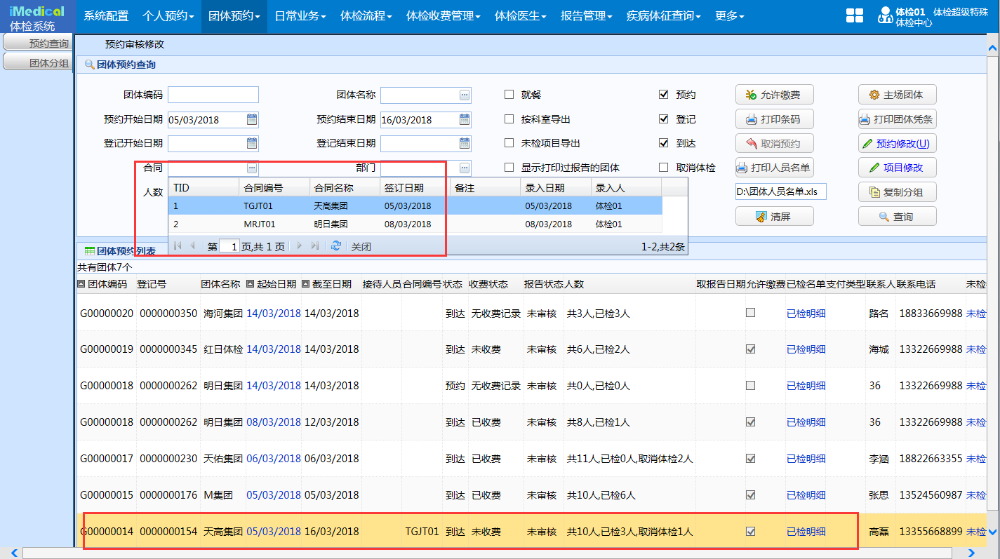 iMedical
体检系统
系统配置 个人预约 团体预约 日常业务 体检流程 体检收费管理 体检医生 报告管理 疾病体征查询 更多
体检01 体检超级特殊
体检中心
预约查询
团体分组
预约审核修改
团体预约查询
团体编码 团体名称 就餐 预约 允许缴费 主场团体
预约开始日期 05/03/2018 预约结束日期 16/03/2018 按科室导出 登记 打印条码 打印团体凭条
登记开始日期 登记结束日期 未检项目导出 到达 取消预约 预约修改(U)
合同 部门 显示打印过报告的团体 取消体检 打印人员名单 项目修改
人数 D:\团体人员名单.xls 复制分组
清屏 查询
TID 合同编号 合同名称 签订日期 备注 录入日期 录入人
1 TGJT01 天高集团 05/03/2018 05/03/2018 体检01
2 MRJT01 明日集团 08/03/2018 08/03/2018 体检01
第 1 页,共 1 页 关闭 1-2,共2条
团体预约列表
共有团体7个
团体编码 登记号 团体名称 起始日期 截至日期 接待人员 合同编号 状态 收费状态 报告状态 人数 取报告日期 允许缴费 已检名单 支付类型 联系人 联系电话 未检
G00000020 0000000350 海河集团 14/03/2018 14/03/2018 到达 无收费记录 未审核 共3人,已检3人 已检明细 路名 18833669988 未检
G00000019 0000000345 红日体检 14/03/2018 14/03/2018 到达 未收费 未审核 共6人,已检2人 已检明细 海城 13322669988 未检
G00000018 0000000262 明日集团 14/03/2018 14/03/2018 预约 无收费记录 未审核 共0人,已检0人 已检明细 36 13322669988 未检
G00000018 0000000262 明日集团 08/03/2018 12/03/2018 到达 已收费 未审核 共8人,已检1人 已检明细 36 13322669988 未检
G00000017 0000000230 天佑集团 06/03/2018 06/03/2018 到达 已收费 未审核 共11人,已检0人,取消体检2人 已检明细 李涵 18822663355 未检
G00000015 0000000176 M集团 05/03/2018 05/03/2018 到达 已收费 未审核 共10人,已检6人 已检明细 张思 13524560987 未检
G00000014 0000000154 天高集团 05/03/2018 16/03/2018 TGJT01 到达 未收费 未审核 共10人,已检3人,取消体检1人 已检明细 高磊 13355668899 未检